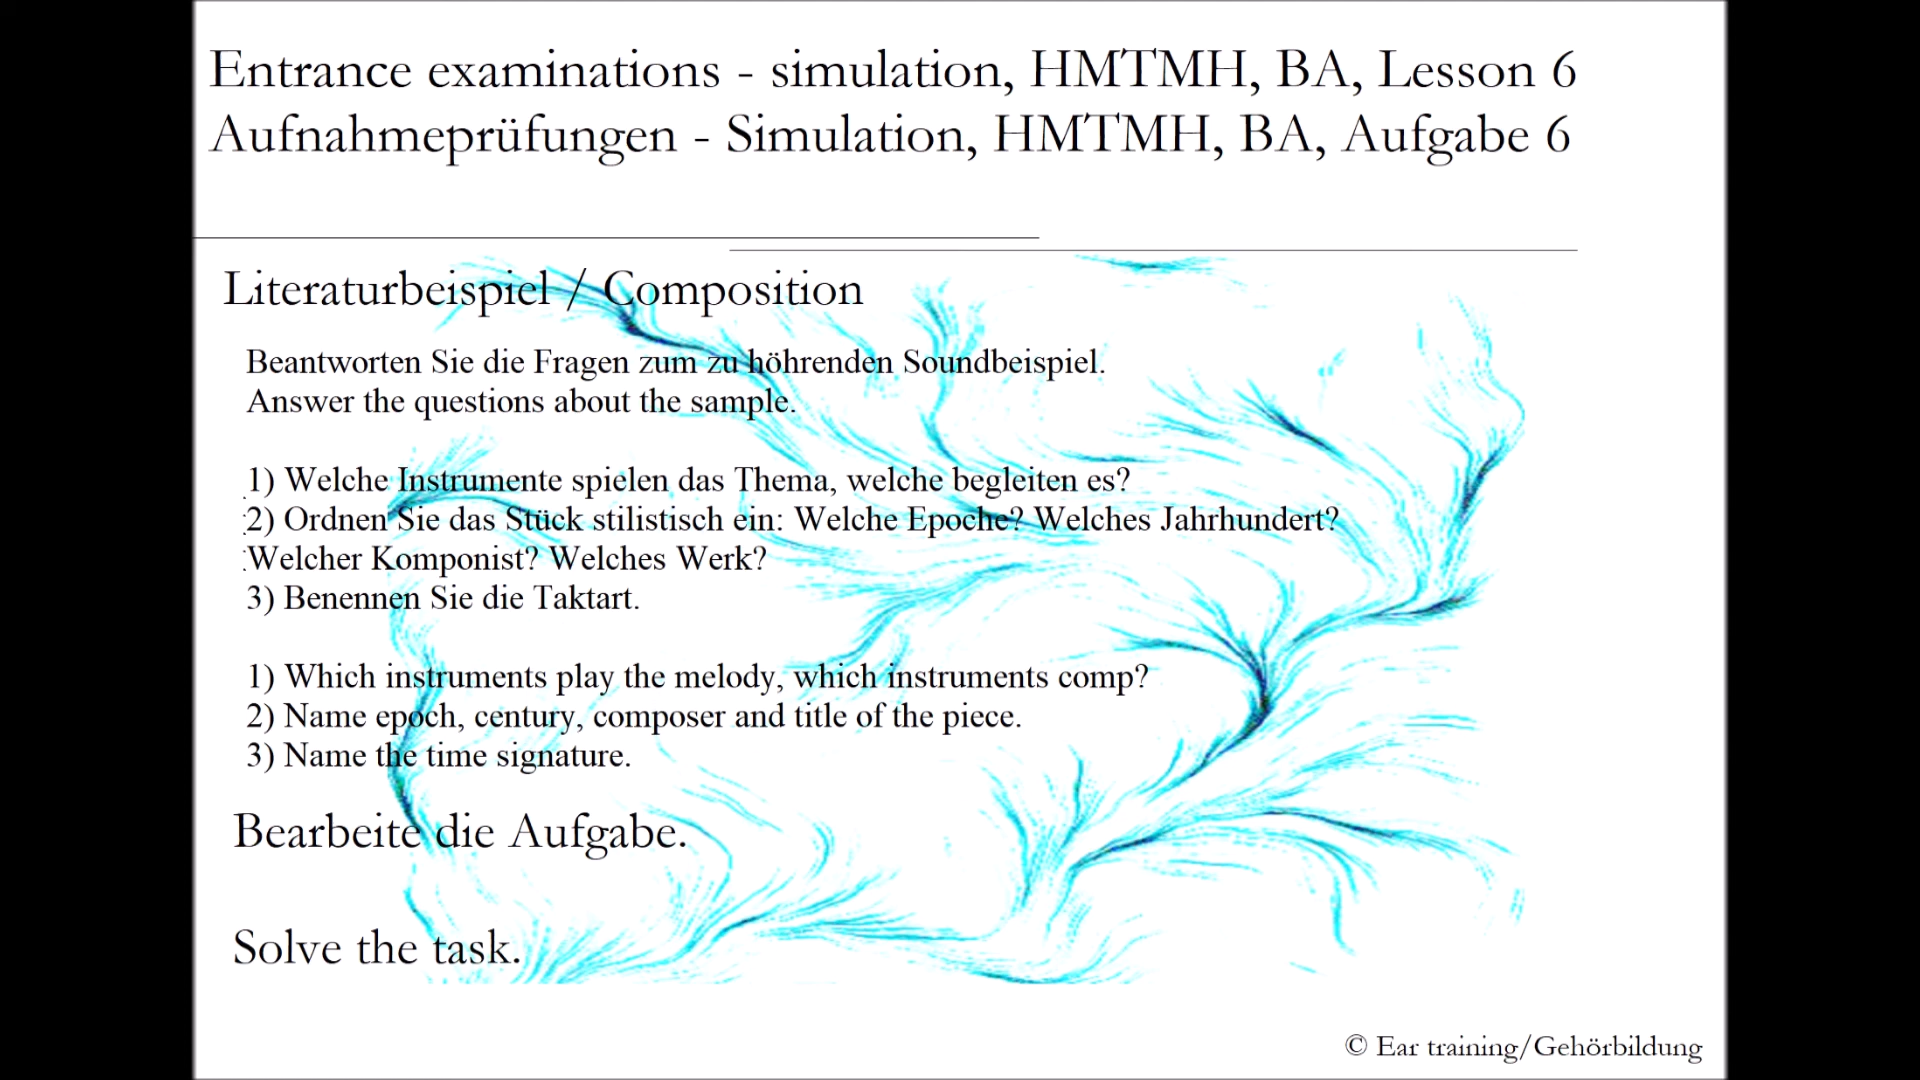 Entrance examinations - simulation, HMTMH, BA, Lesson 6
Aufnahmeprüfungen - Simulation, HMTMH, BA, Aufgabe 6
Literaturbeispiel / Composition
Beantworten Sie die Fragen zum zu höhrenden Soundbeispiel.
Answer the questions about the sample.
1) Welche Instrumente spielen das Thema, welche begleiten es?
2) Ordnen Sie das Stück stilistisch ein: Welche Epoche? Welches Jahrhundert?
Welcher Komponist? Welches Werk?
3) Benennen Sie die Taktart.
1) Which instruments play the melody, which instruments comp?
2) Name epoch, century, composer and title of the piece.
3) Name the time signature.
Bearbeite die Aufgabe.
Solve the task.
© Ear training/Gehörbildung